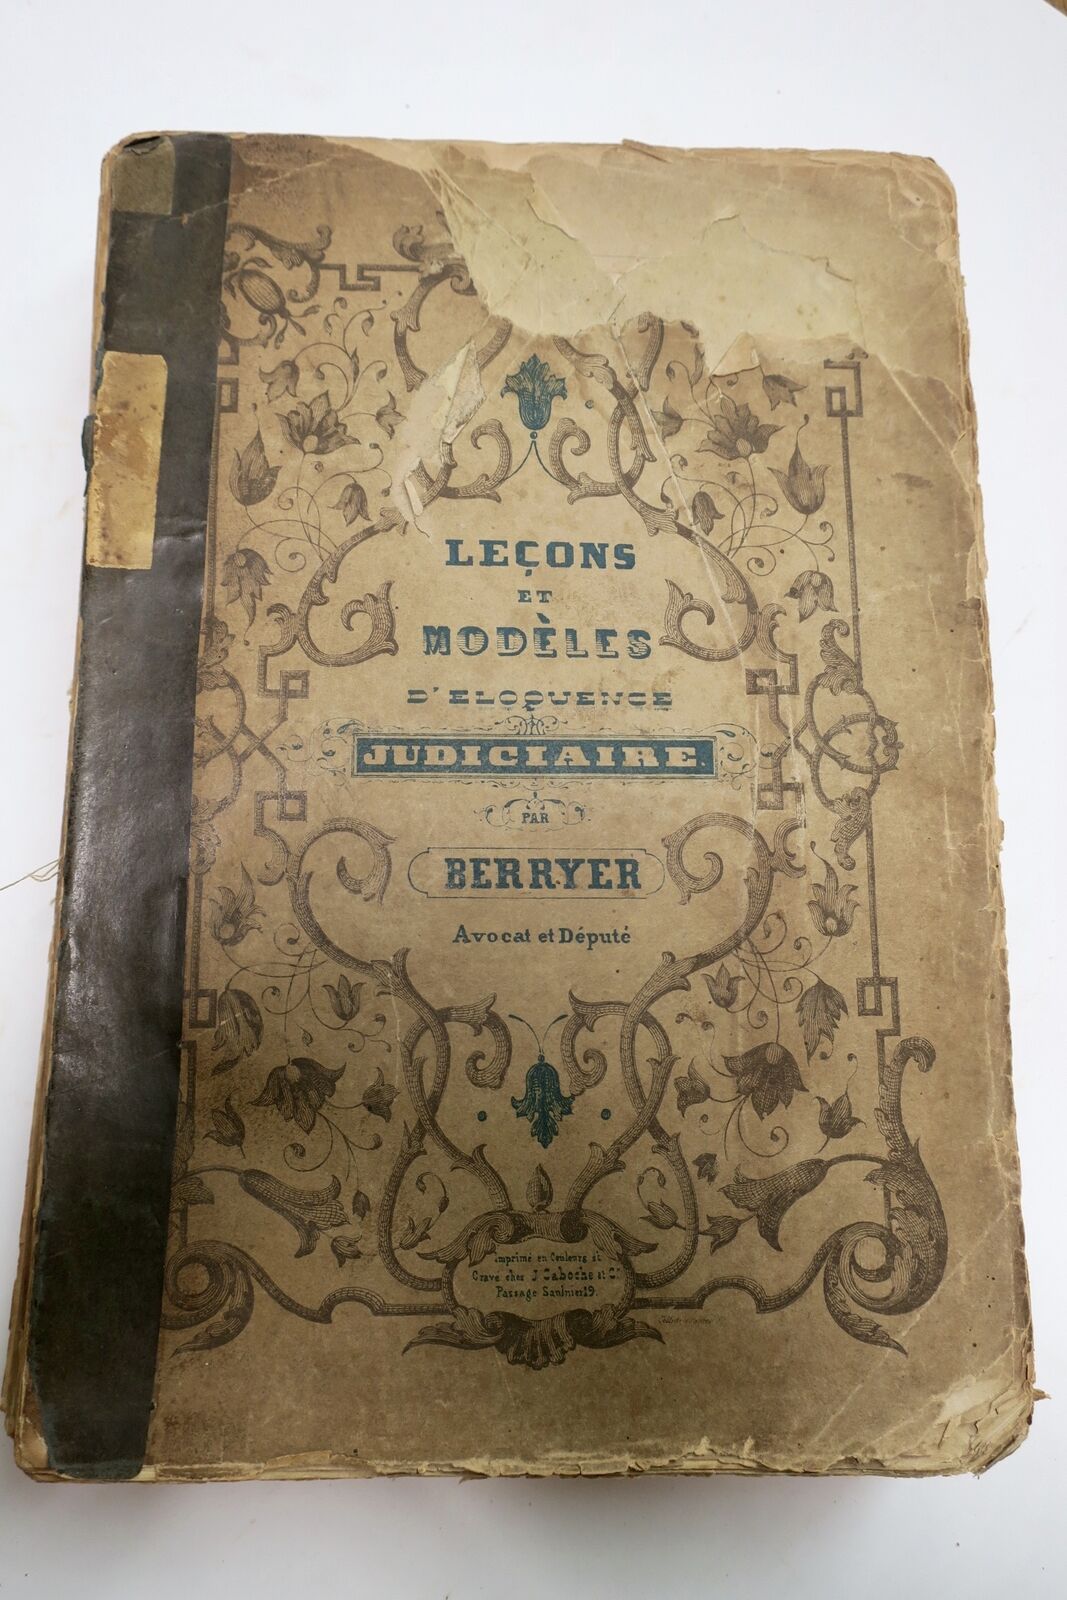 LEÇONS
ET
MODÈLES
D'ELOQUENCE
JUDICIAIRE.
PAR
BERRYER
Avocat et Député
Imprimé en Couleurs et
Gravé chez J. Caboche et Cie
Passage Saulnier 19.